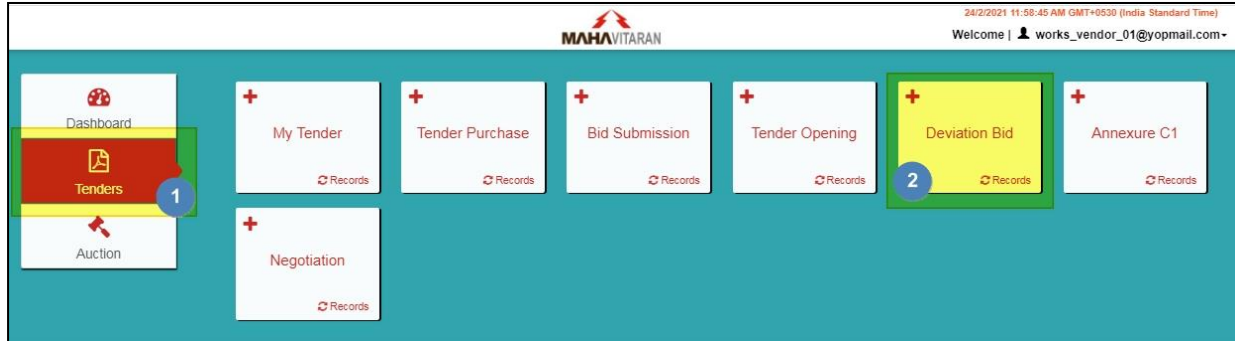 24/2/2021 11:58:45 AM GMT+0530 (India Standard Time)
MAHAVITARAN
Welcome | works_vendor_01@yopmail.com
Dashboard
Tenders
1
Auction
My Tender
Records
Tender Purchase
Records
Bid Submission
Records
Tender Opening
Records
Deviation Bid
2
Records
Annexure C1
Records
Negotiation
Records